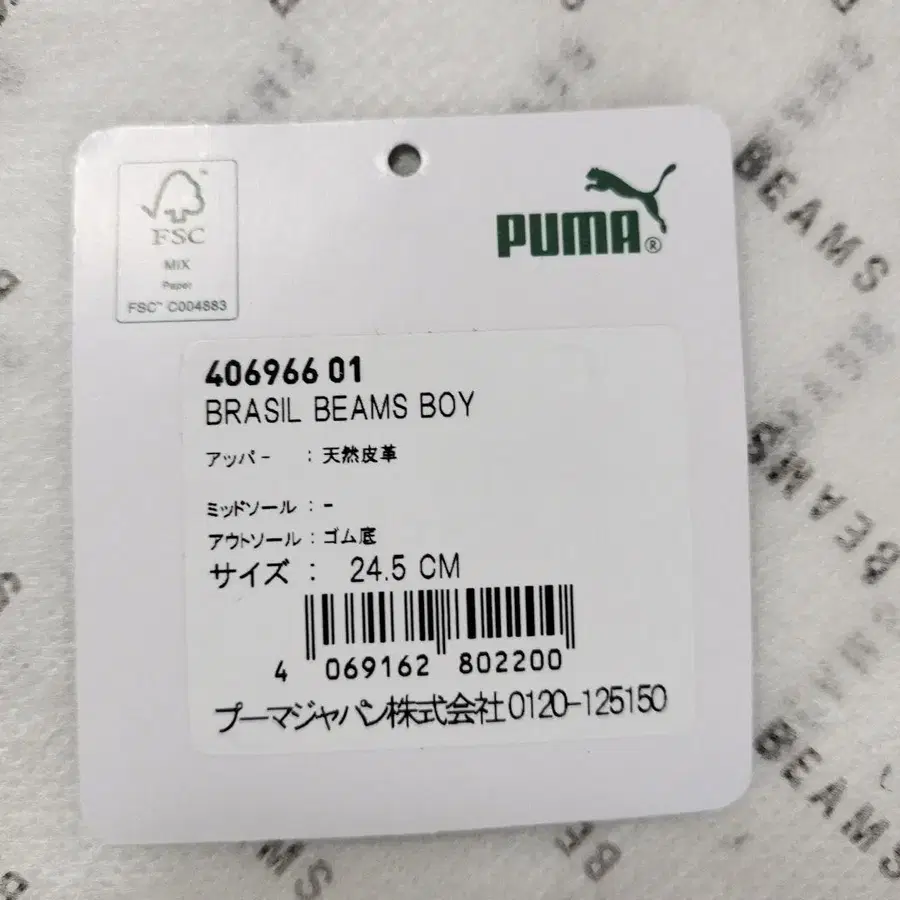 FSC
MIX
Paper
FSC™ C004883
PUMA®
406966 01
BRASIL BEAMS BOY
アッパー : 天然皮革
ミッドソール : -
アウトソール : ゴム底
サイズ : 24.5 CM
4 069162 802200
プーマジャパン株式会社0120-125150
BEAMS
BEAMS
BEAMS